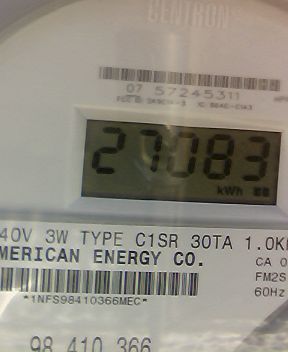 CENTRON
07 57245311
27083
kWh
40V 3W TYPE C1SR 30TA 1.0K
MERICAN ENERGY CO.
CA 0
FM2S
*1NFS98410366MEC*
60Hz
98 410 366